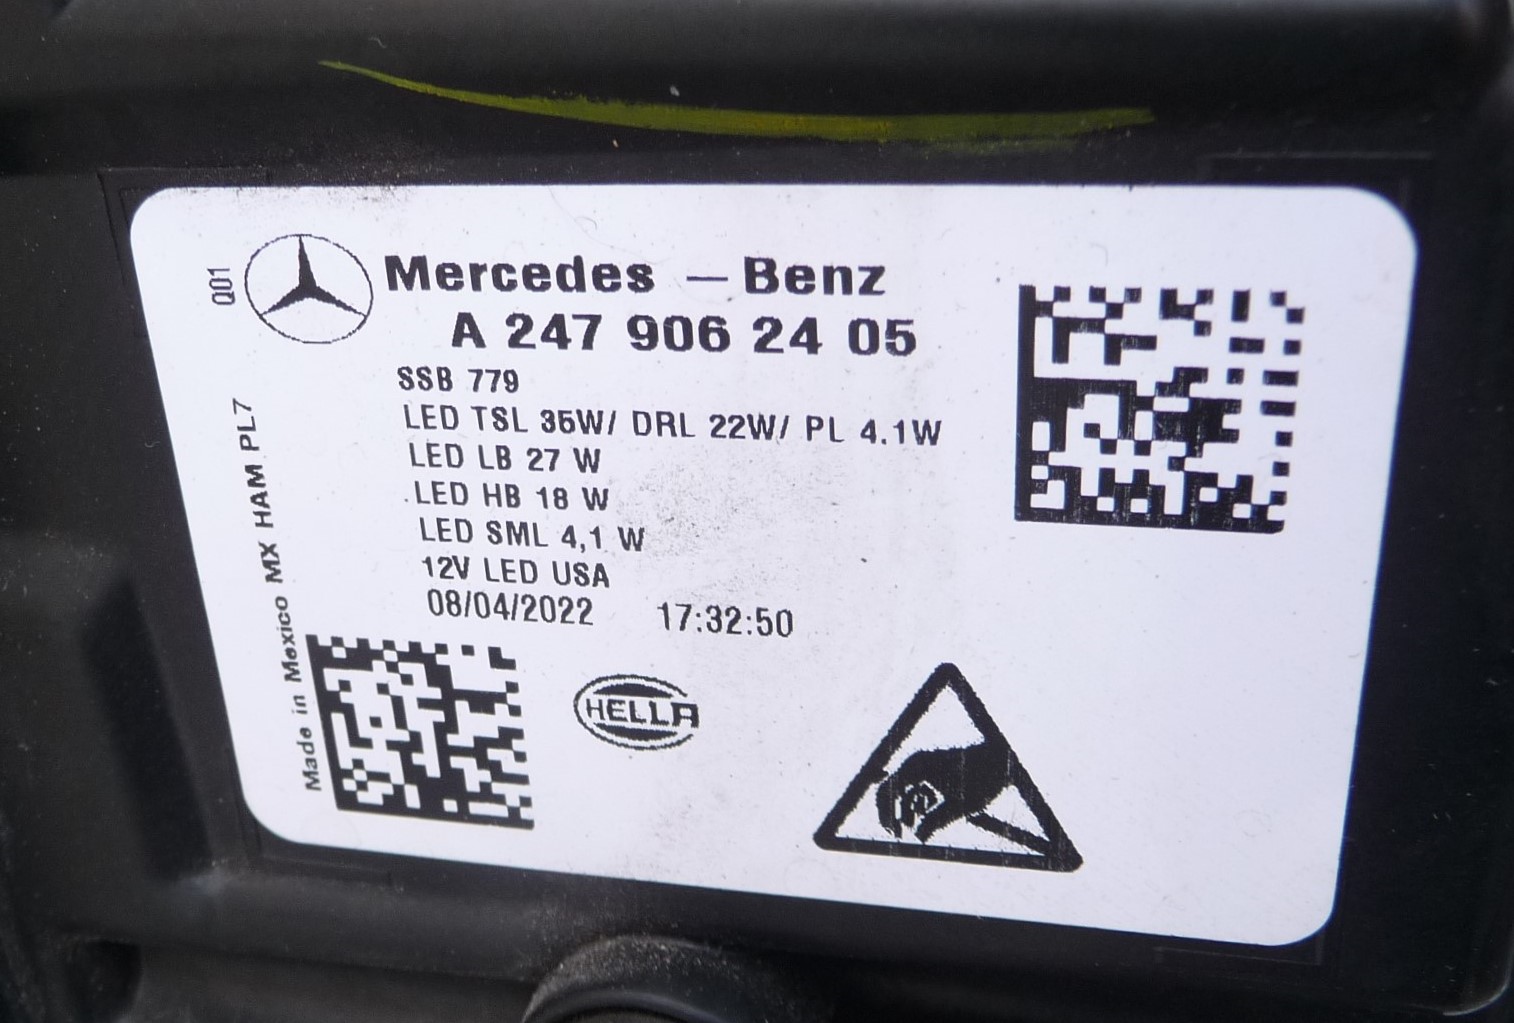 Q01
Mercedes – Benz
A 247 906 24 05
SSB 779
LED TSL 35W/ DRL 22W/ PL 4.1W
LED LB 27 W
LED HB 18 W
LED SML 4,1 W
12V LED USA
08/04/2022 17:32:50
Made in Mexico MX HAM PL7
HELLA